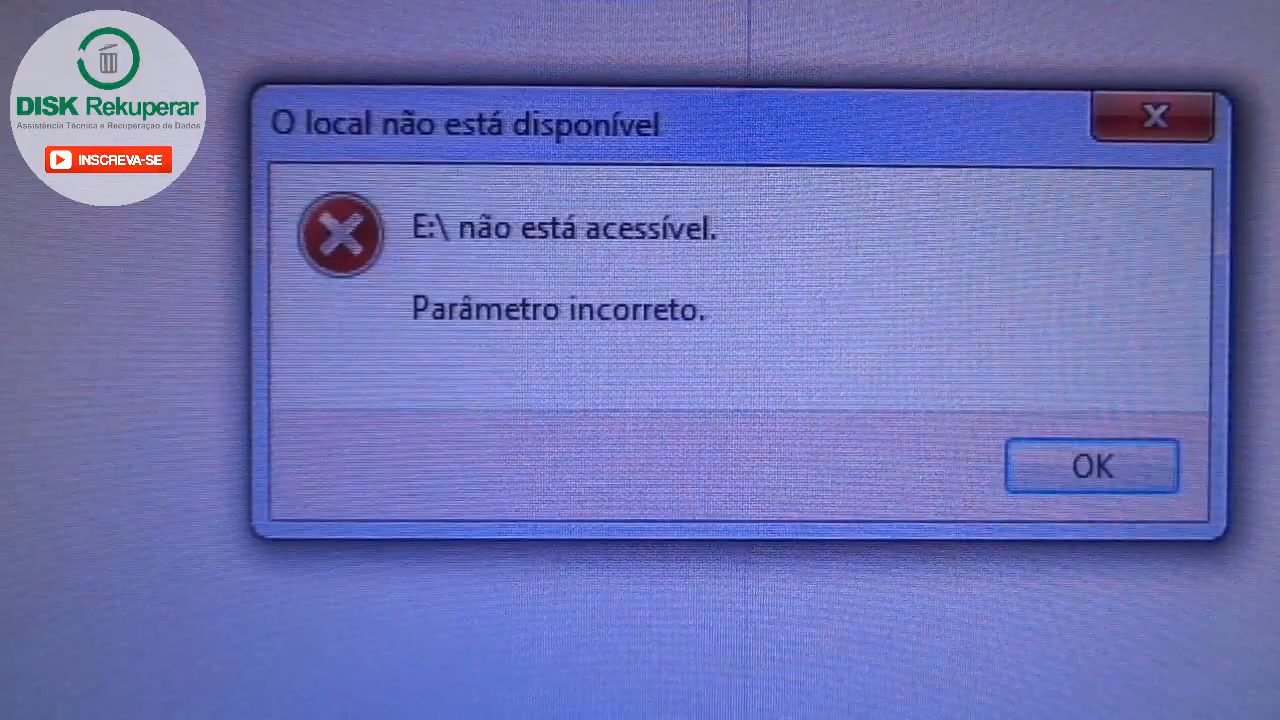 DISK Rekuperar
Assistência Técnica e Recuperação de Dados
INSCREVA-SE
O local não está disponível
E:\ não está acessível.
Parâmetro incorreto.
OK